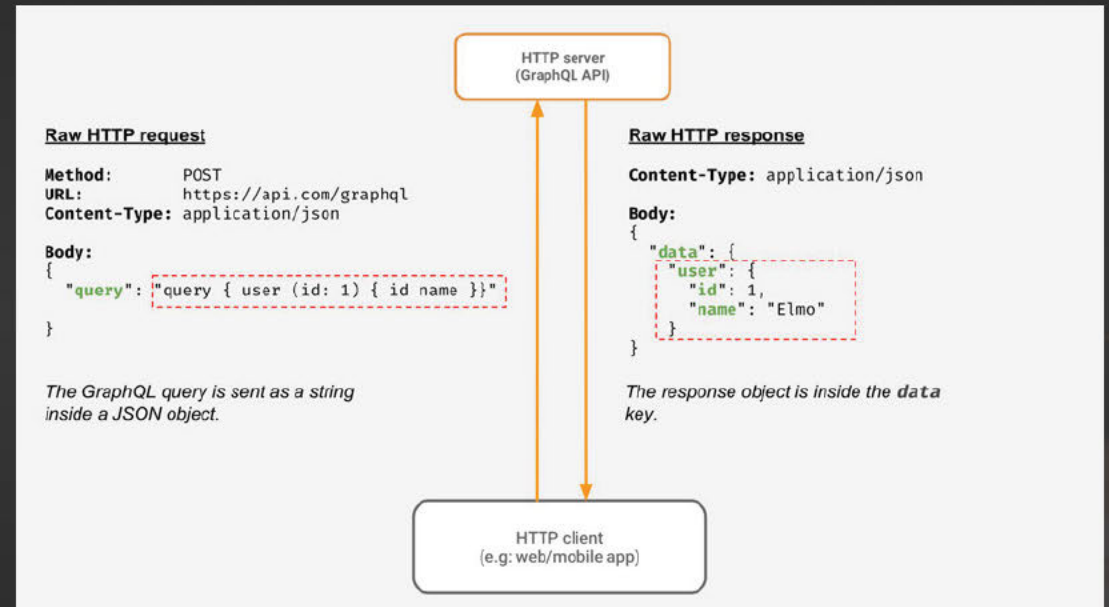 HTTP server
(GraphQL API)
Raw HTTP request
Method: POST
URL: https://api.com/graphql
Content-Type: application/json
Body:
{
"query": "query { user (id: 1) { id name }}"
}
The GraphQL query is sent as a string
inside a JSON object.
Raw HTTP response
Content-Type: application/json
Body:
{
"data": {
"user": {
"id": 1,
"name": "Elmo"
}
}
The response object is inside the data
key.
HTTP client
(e.g: web/mobile app)